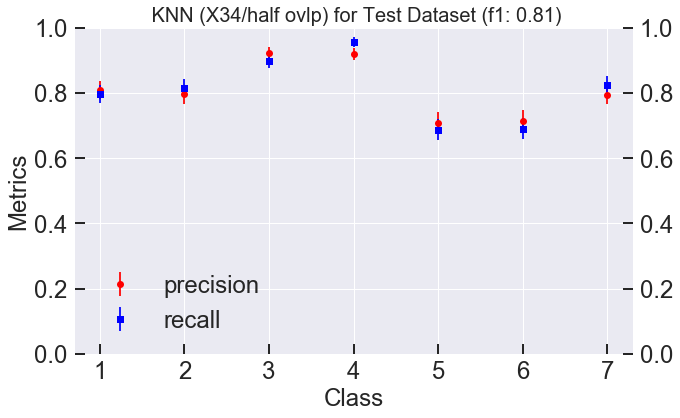 KNN (X34/half ovlp) for Test Dataset (f1: 0.81)
1.0 1.0
0.8 0.8
0.6 0.6
0.4 0.4
0.2 0.2
0.0 0.0
Metrics
precision
recall
1 2 3 4 5 6 7
Class